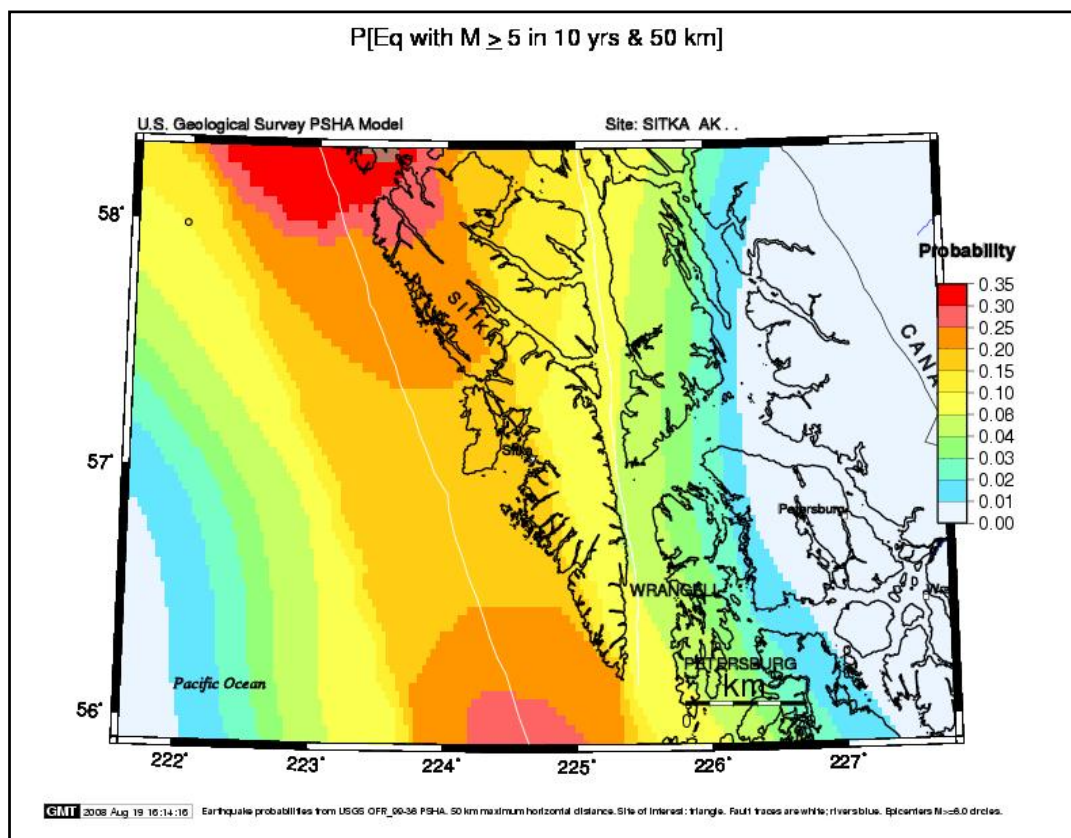 P[Eq with M ≥ 5 in 10 yrs & 50 km]
U.S. Geological Survey PSHA Model Site: SITKA AK . .
58°
57°
56°
Probability
0.35
0.30
0.25
0.20
0.15
0.10
0.06
0.04
0.03
0.02
0.01
0.00
SITKA
CANA
Sitka
Petersburg
WRANGELL
Wra
PETERSBURG
km
Pacific Ocean
222° 223° 224° 225° 226° 227°
GMT 2008 Aug 19 16:14:16 Earthquake probabilities from USGS OFR_99-36 PSHA. 50 km maximum horizontal distance. Site of Interest: triangle. Fault traces are white; rivers blue. Epicenters M>=6.0 circles.